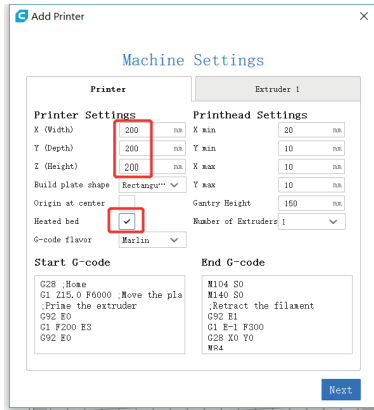 Add Printer
Machine Settings
Printer
Extruder 1
Printer Settings
X (Width) 200 mm
Y (Depth) 200 mm
Z (Height) 200 mm
Build plate shape Rectangu…
Origin at center
Heated bed
G-code flavor Marlin
Printhead Settings
X min 20 mm
Y min 10 mm
X max 10 mm
Y max 10 mm
Gantry Height 150 mm
Number of Extruders 1
Start G-code
G28 ;Home
G1 Z15.0 F6000 ;Move the pla
;Prime the extruder
G92 E0
G1 F200 E3
G92 E0
End G-code
M104 S0
M140 S0
;Retract the filament
G92 E1
G1 E-1 F300
G28 X0 Y0
M84
Next